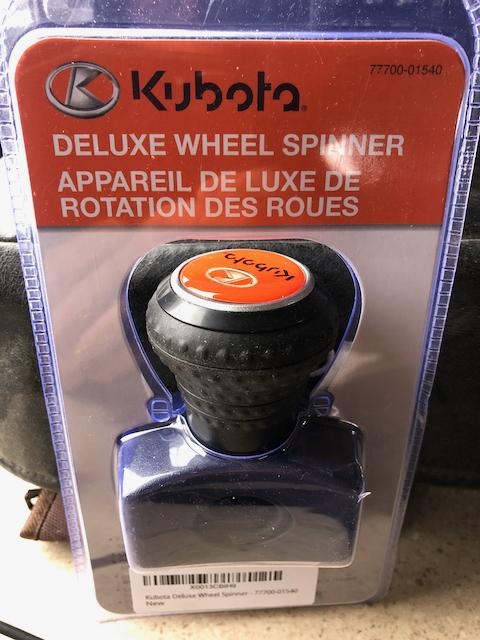 77700-01540
Kubota
DELUXE WHEEL SPINNER
APPAREIL DE LUXE DE
ROTATION DES ROUES
Kubota
X0013CBIH9
Kubota Deluxe Wheel Spinner - 77700-01540
New